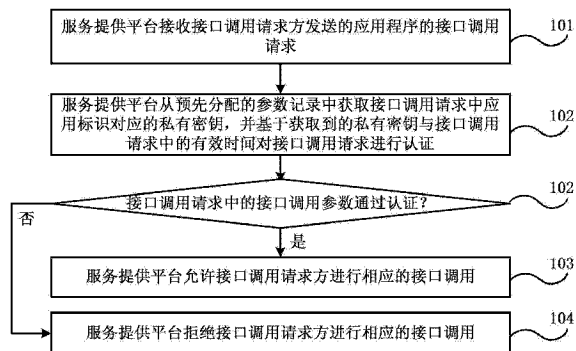 服务提供平台接收接口调用请求方发送的应用程序的接口调用
请求
101
服务提供平台从预先分配的参数记录中获取接口调用请求中应
用标识对应的私有密钥，并基于获取到的私有密钥与接口调用
请求中的有效时间对接口调用请求进行认证
102
接口调用请求中的接口调用参数通过认证？
102
否
是
服务提供平台允许接口调用请求方进行相应的接口调用
103
服务提供平台拒绝接口调用请求方进行相应的接口调用
104